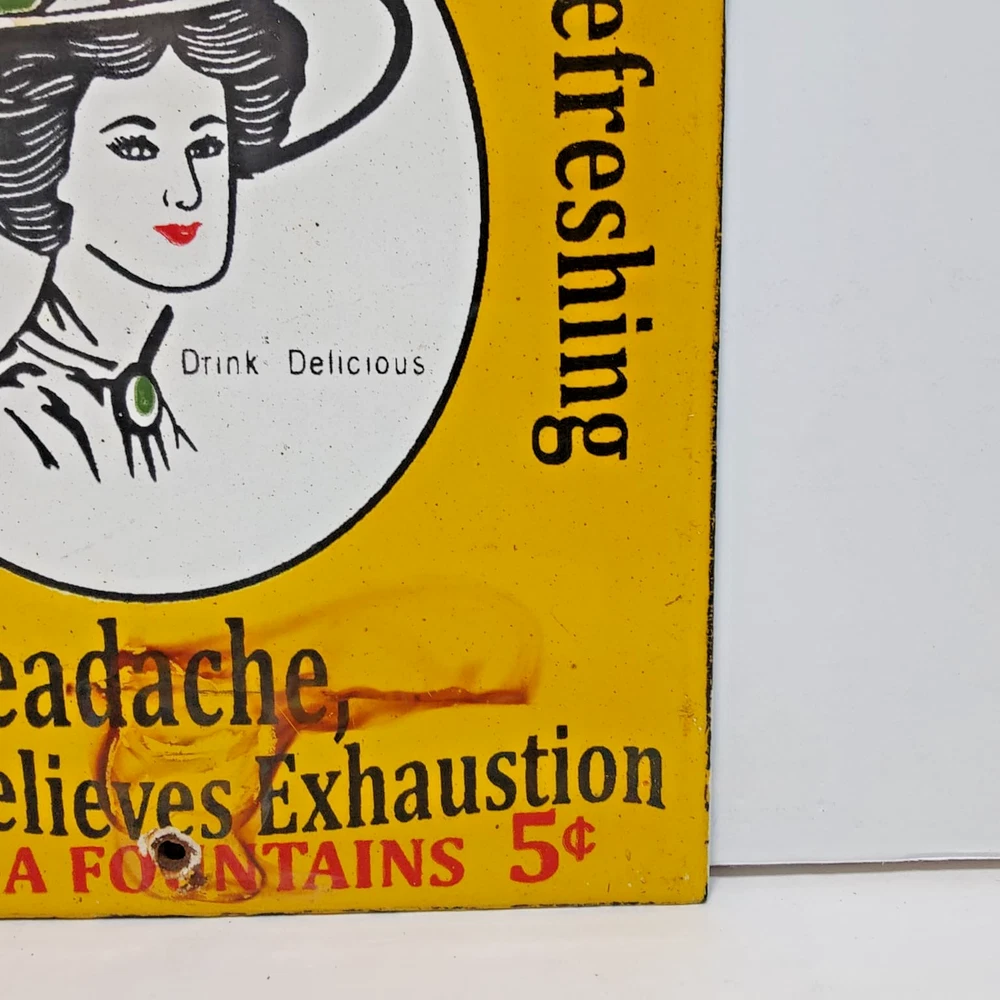 efreshing
Drink Delicious
eadache,
elieves Exhaustion
A FOUNTAINS 5¢